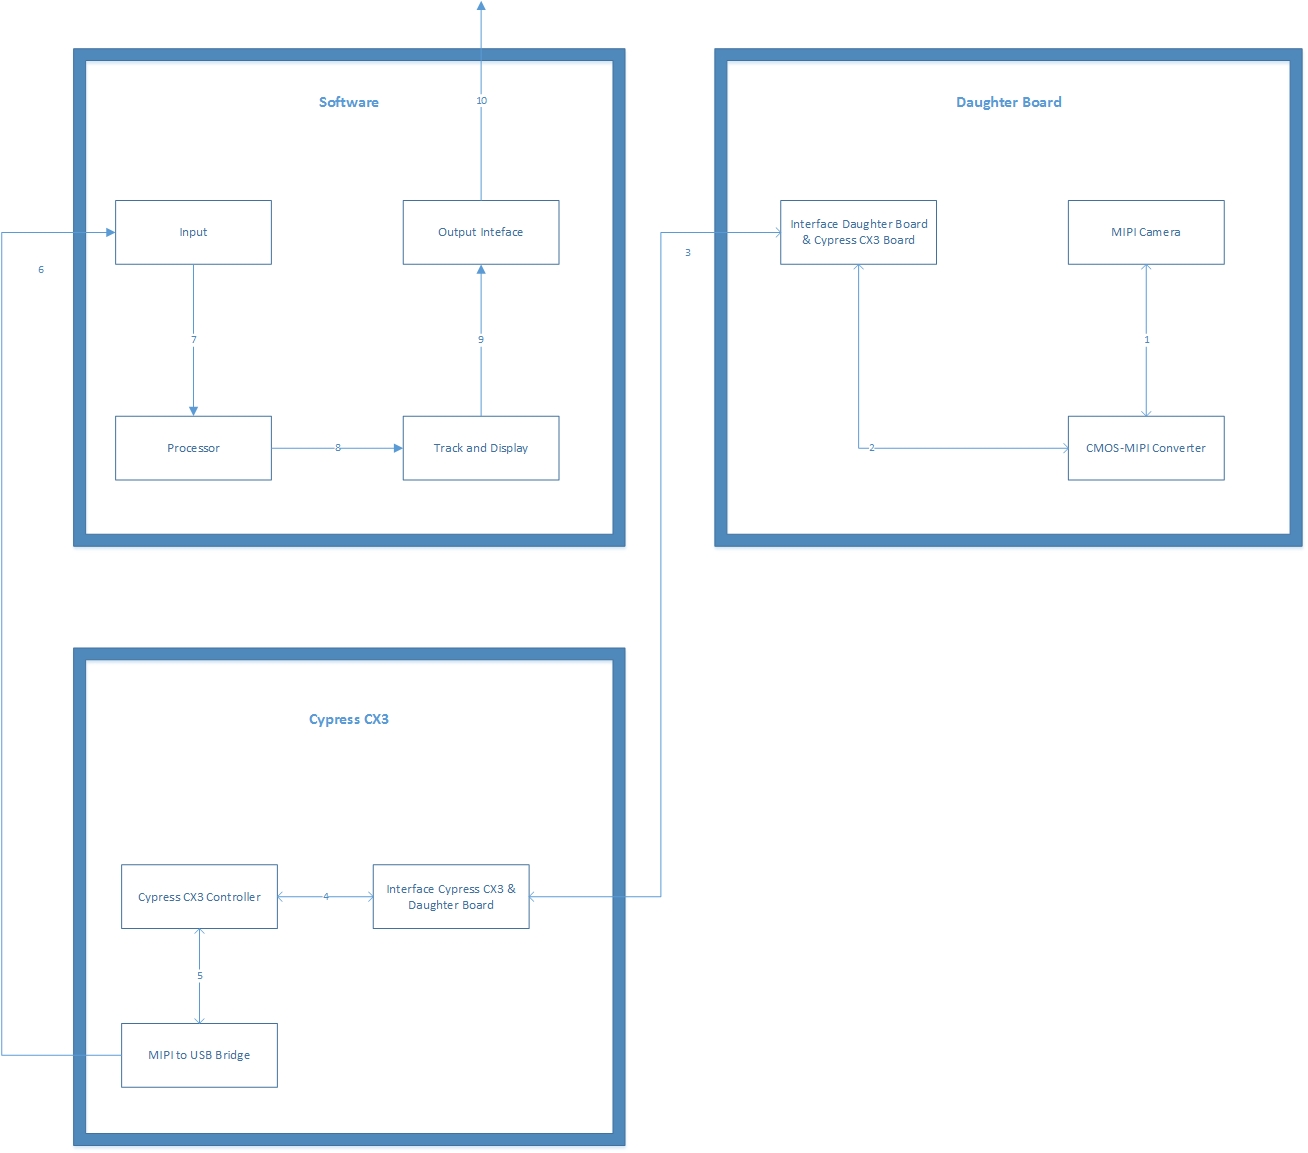 10
Software
Input
Output Inteface
6
7
9
Processor
8
Track and Display
Daughter Board
Interface Daughter Board
& Cypress CX3 Board
MIPI Camera
3
1
2
CMOS-MIPI Converter
Cypress CX3
Cypress CX3 Controller
4
Interface Cypress CX3 &
Daughter Board
5
MIPI to USB Bridge